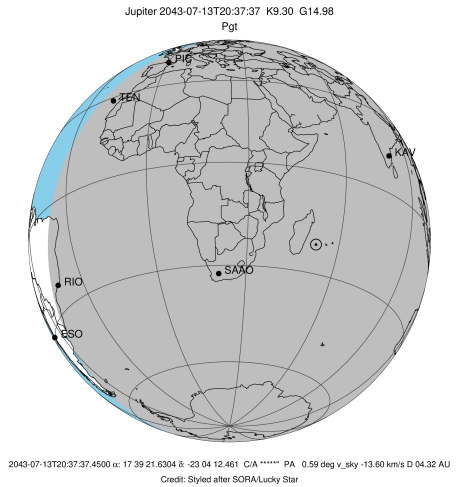 Jupiter 2043-07-13T20:37:37 K9.30 G14.98
Pgt
PIC
TEN
KAV
SAAO
RIO
ESO
2043-07-13T20:37:37.4500 α: 17 39 21.6304 δ: -23 04 12.461 C/A *****" PA 0.59 deg v_sky -13.60 km/s D 04.32 AU
Credit: Styled after SORA/Lucky Star